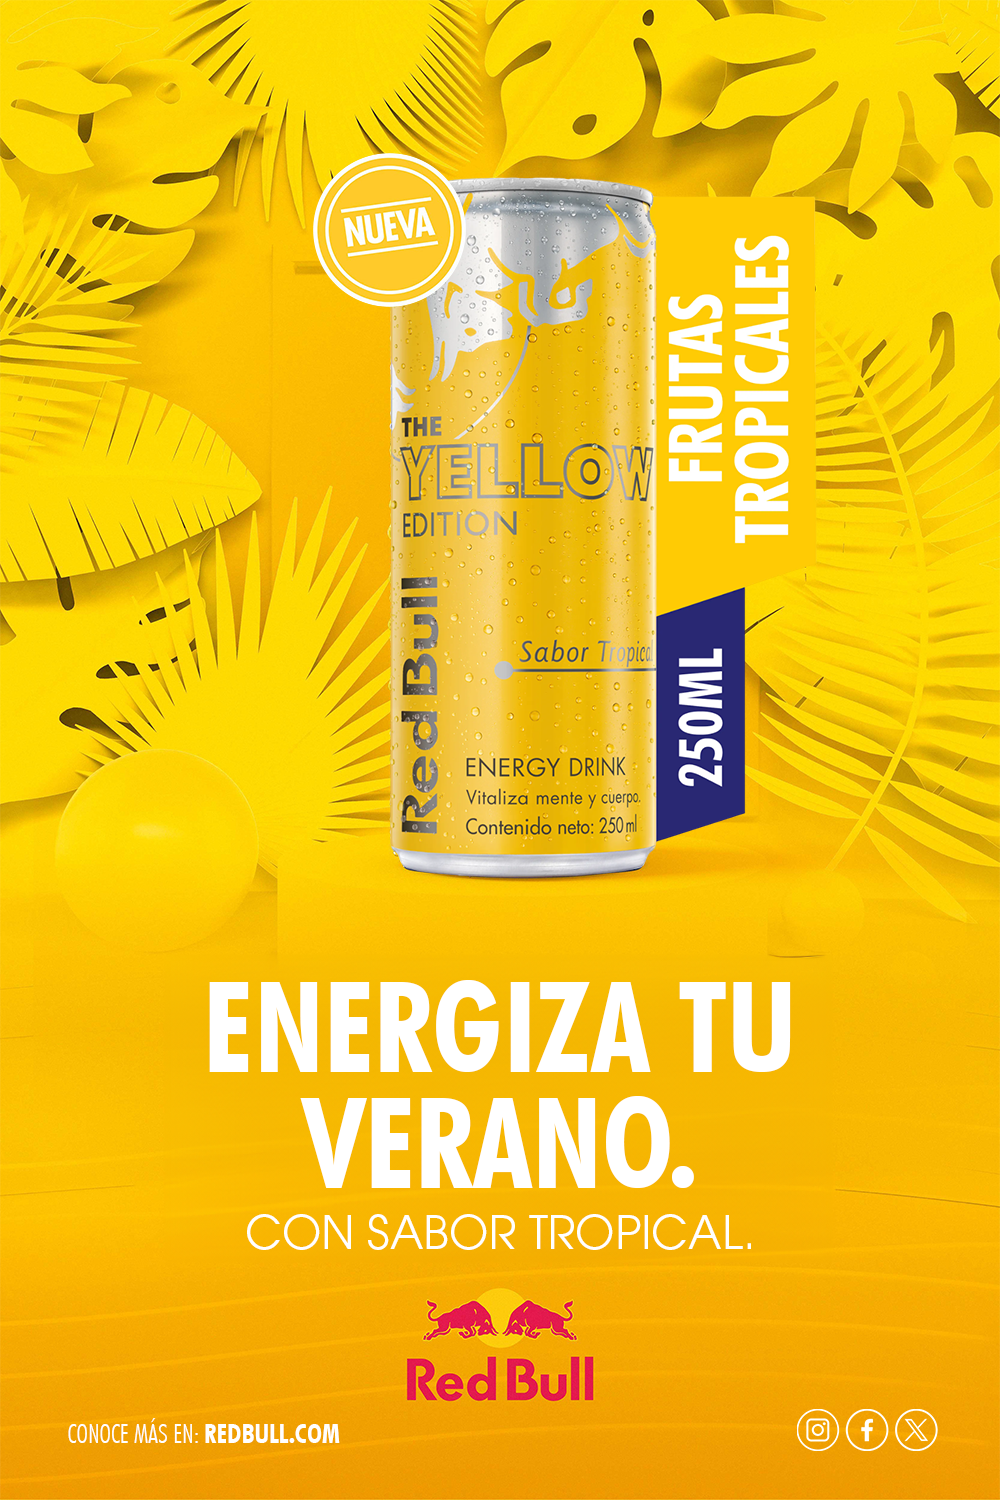 NUEVA
THE
YELLOW
EDITION
Red Bull
Sabor Tropical
ENERGY DRINK
Vitaliza mente y cuerpo.
Contenido neto: 250 ml
FRUTAS
TROPICALES
250ML
ENERGIZA TU
VERANO.
CON SABOR TROPICAL.
Red Bull
CONOCE MÁS EN: REDBULL.COM